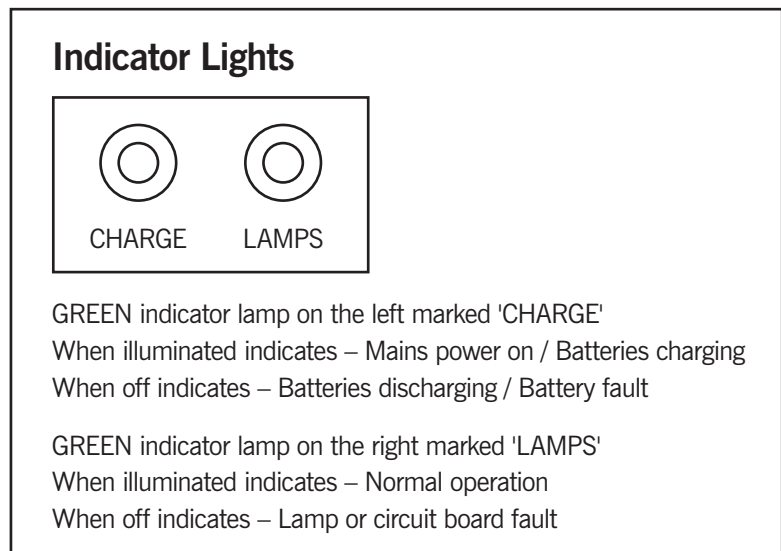 Indicator Lights
CHARGE LAMPS
GREEN indicator lamp on the left marked 'CHARGE'
When illuminated indicates – Mains power on / Batteries charging
When off indicates – Batteries discharging / Battery fault
GREEN indicator lamp on the right marked 'LAMPS'
When illuminated indicates – Normal operation
When off indicates – Lamp or circuit board fault